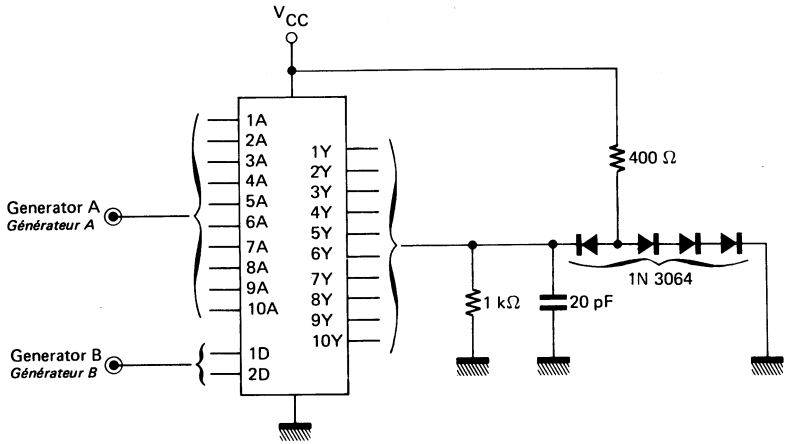 VCC
1A
2A
3A
4A
5A
6A
7A
8A
9A
10A
1D
2D
1Y
2Y
3Y
4Y
5Y
6Y
7Y
8Y
9Y
10Y
Generator A
Générateur A
Generator B
Générateur B
400 Ω
1N 3064
1 kΩ
20 pF